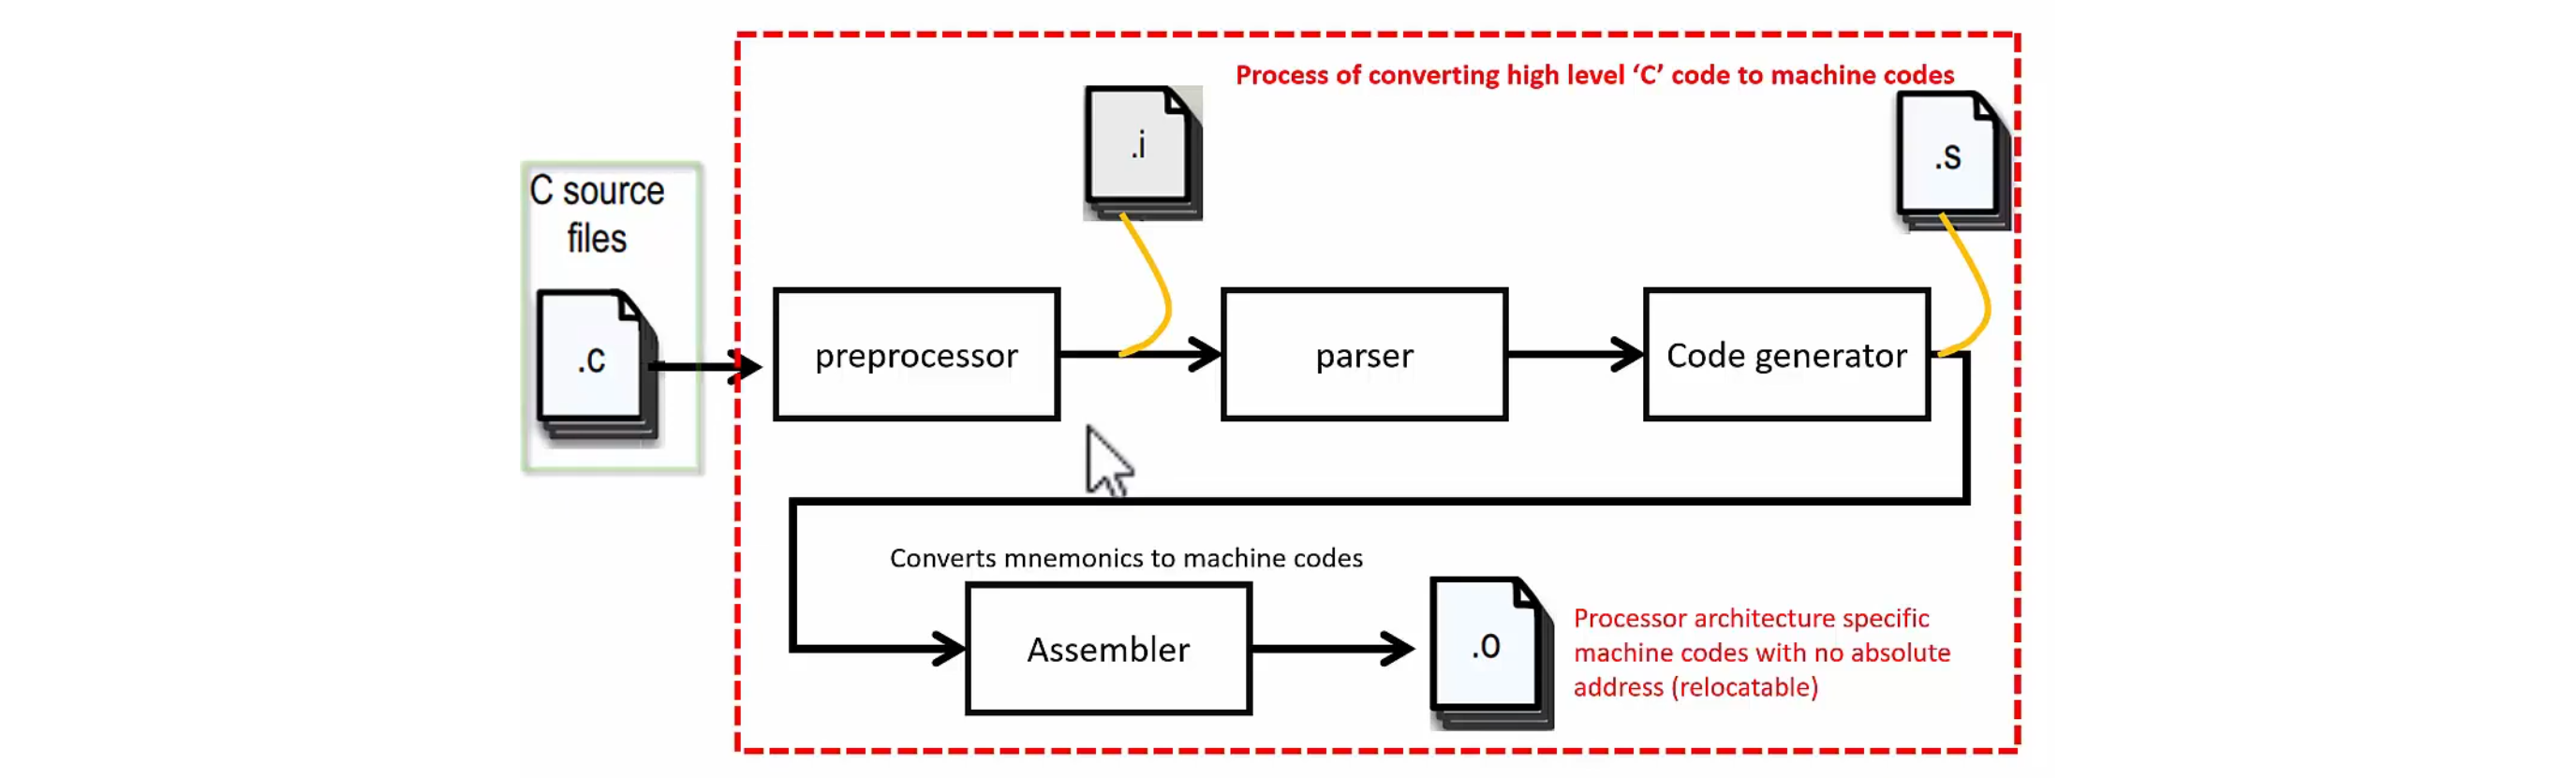 Process of converting high level ‘C’ code to machine codes
.i
.s
C source
files
.c
preprocessor
parser
Code generator
Converts mnemonics to machine codes
Assembler
.o
Processor architecture specific
machine codes with no absolute
address (relocatable)